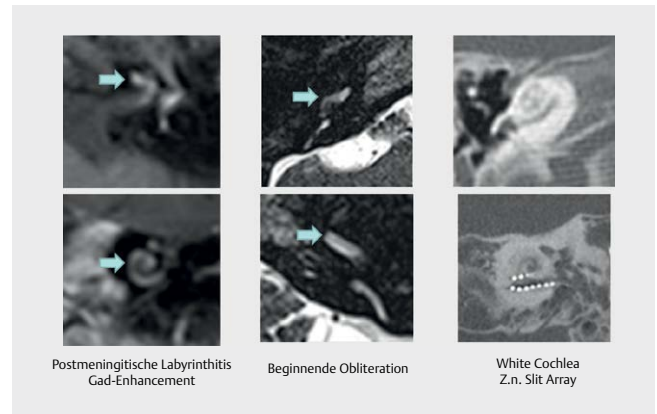 Postmeningitische Labyrinthitis
Gad-Enhancement
Beginnende Obliteration
White Cochlea
Z.n. Slit Array